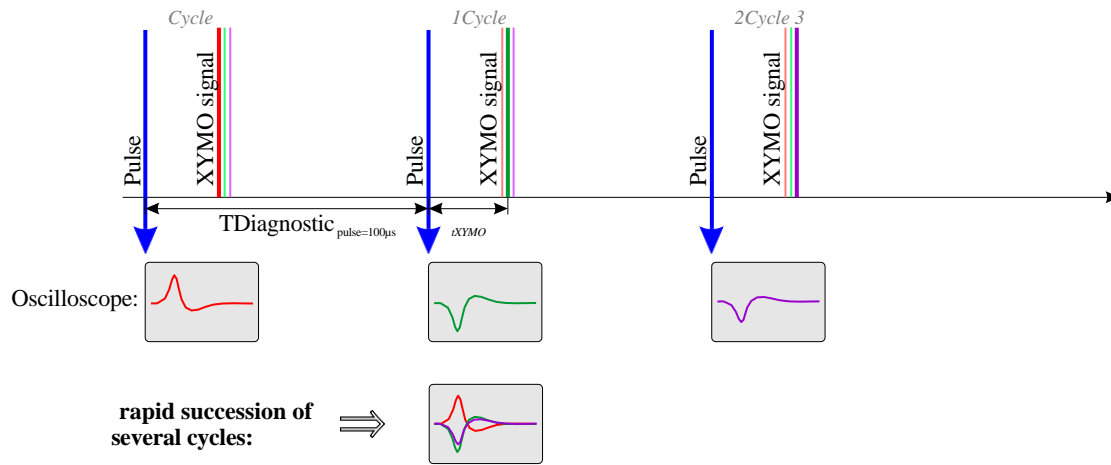 Cycle
1Cycle
2Cycle 3
Pulse
XYMO signal
Pulse
XYMO signal
Pulse
XYMO signal
TDiagnostic pulse=100µs
tXYMO
Oscilloscope:
rapid succession of
several cycles: